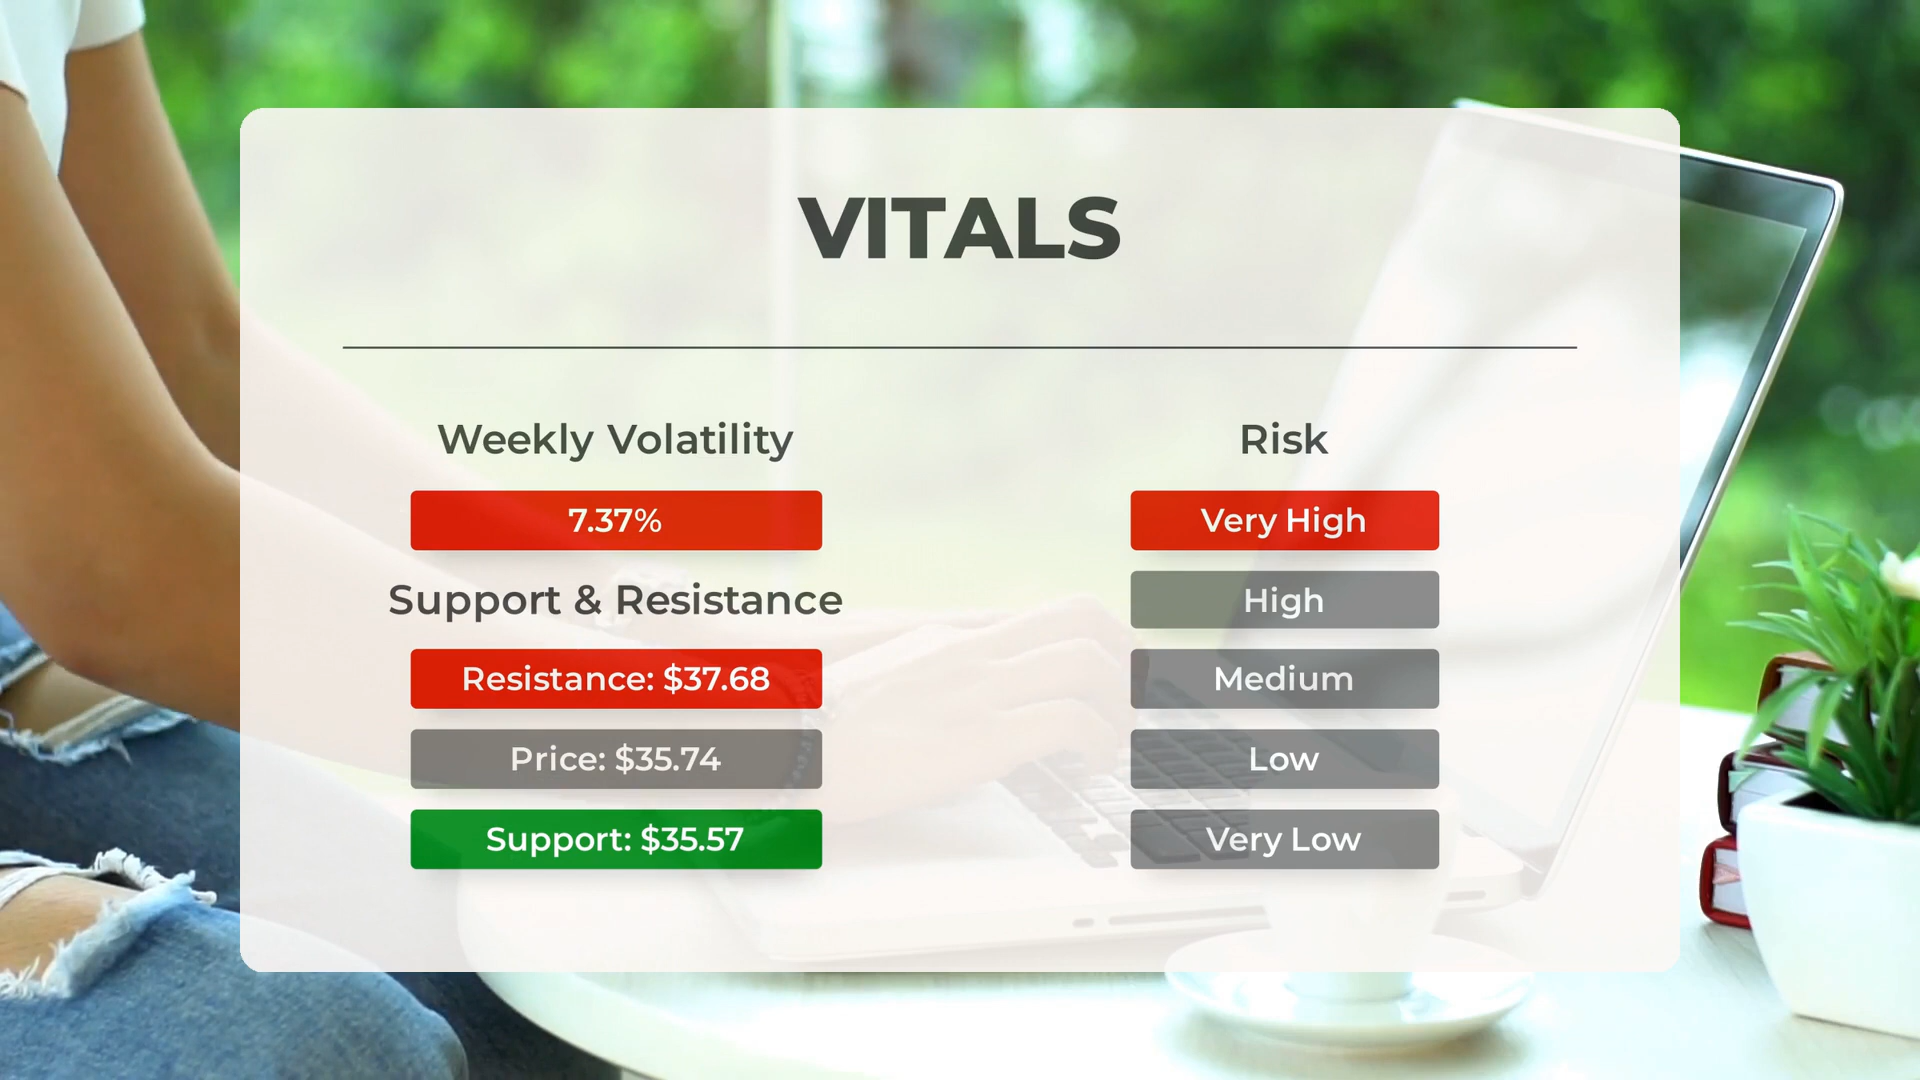 VITALS
Weekly Volatility
7.37%
Support & Resistance
Resistance: $37.68
Price: $35.74
Support: $35.57
Risk
Very High
High
Medium
Low
Very Low